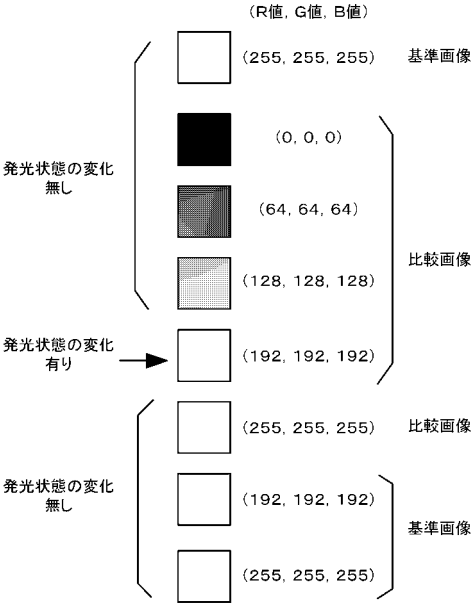 （R値, G値, B値）
（255, 255, 255）
基準画像
（0, 0, 0）
発光状態の変化
無し
（64, 64, 64）
比較画像
（128, 128, 128）
発光状態の変化
有り
（192, 192, 192）
（255, 255, 255）
比較画像
発光状態の変化
無し
（192, 192, 192）
基準画像
（255, 255, 255）